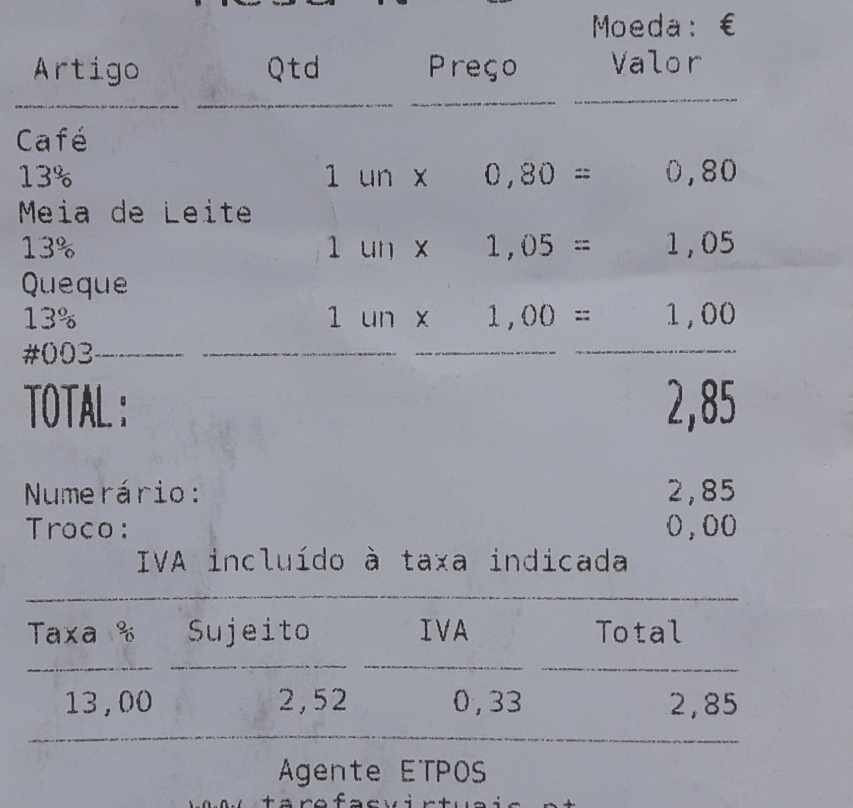 Moeda: €
Artigo Qtd Preço Valor
Café
13% 1 un x 0,80 = 0,80
Meia de Leite
13% 1 un x 1,05 = 1,05
Queque
13% 1 un x 1,00 = 1,00
#003
TOTAL: 2,85
Numerário: 2,85
Troco: 0,00
IVA incluído à taxa indicada
Taxa % Sujeito IVA Total
13,00 2,52 0,33 2,85
Agente ETPOS